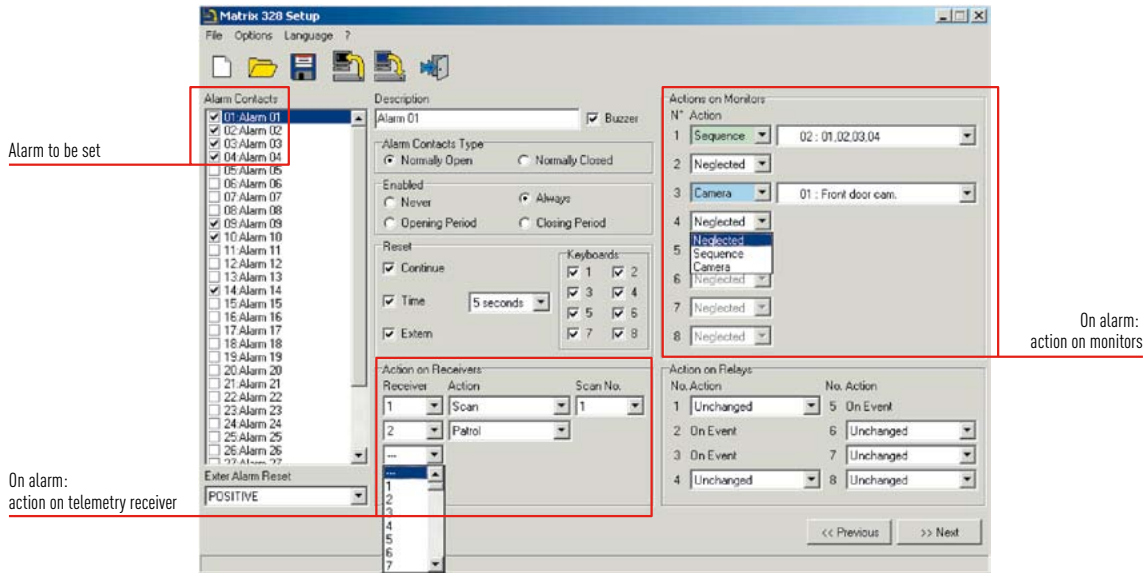 Matrix 328 Setup
File Options Language ?
Alarm Contacts
01:Alarm 01
02:Alarm 02
03:Alarm 03
04:Alarm 04
05:Alarm 05
06:Alarm 06
07:Alarm 07
08:Alarm 08
09:Alarm 09
10:Alarm 10
11:Alarm 11
12:Alarm 12
13:Alarm 13
14:Alarm 14
15:Alarm 15
16:Alarm 16
17:Alarm 17
18:Alarm 18
19:Alarm 19
20:Alarm 20
21:Alarm 21
22:Alarm 22
23:Alarm 23
24:Alarm 24
25:Alarm 25
26:Alarm 26
27:Alarm 27
Exter Alarm Reset
POSITIVE
Description
Alarm 01
Buzzer
Alarm Contacts Type
Normally Open Normally Closed
Enabled
Never Always
Opening Period Closing Period
Reset
Continue
Time 5 seconds
Extern
Keyboards
1 2
3 4
5 6
7 8
Action on Receivers
Receiver Action Scan No.
1 Scan 1
2 Patrol
---
---
1
2
3
4
5
6
7
Actions on Monitors
N° Action
1 Sequence 02 : 01,02,03,04
2 Neglected
3 Camera 01 : Front door cam.
4 Neglected
Neglected
Sequence
Camera
5
6 Neglected
7 Neglected
8 Neglected
Action on Relays
No. Action No. Action
1 Unchanged 5 On Event
2 On Event 6 Unchanged
3 On Event 7 Unchanged
4 Unchanged 8 Unchanged
<< Previous >> Next
Alarm to be set
On alarm:
action on telemetry receiver
On alarm:
action on monitors